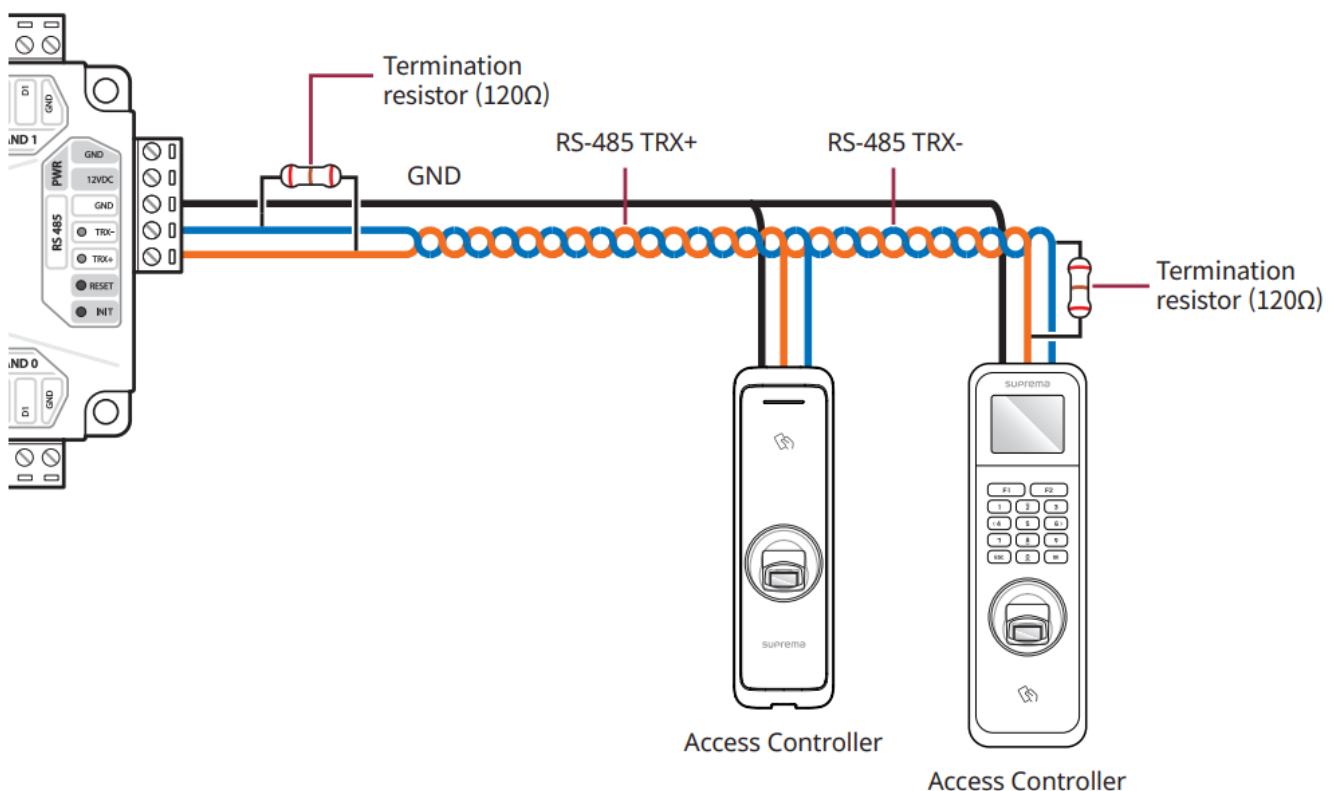 Termination
resistor (120Ω)
RS-485 TRX+
RS-485 TRX-
GND
D1
GND
AND 1
PWR
GND
12VDC
RS 485
GND
TRX-
TRX+
RESET
INIT
AND 0
D1
GND
Termination
resistor (120Ω)
suprema
F1 F2
1 2 3
<4 5 6>
7 8 9
ESC 0
suprema
Access Controller
Access Controller